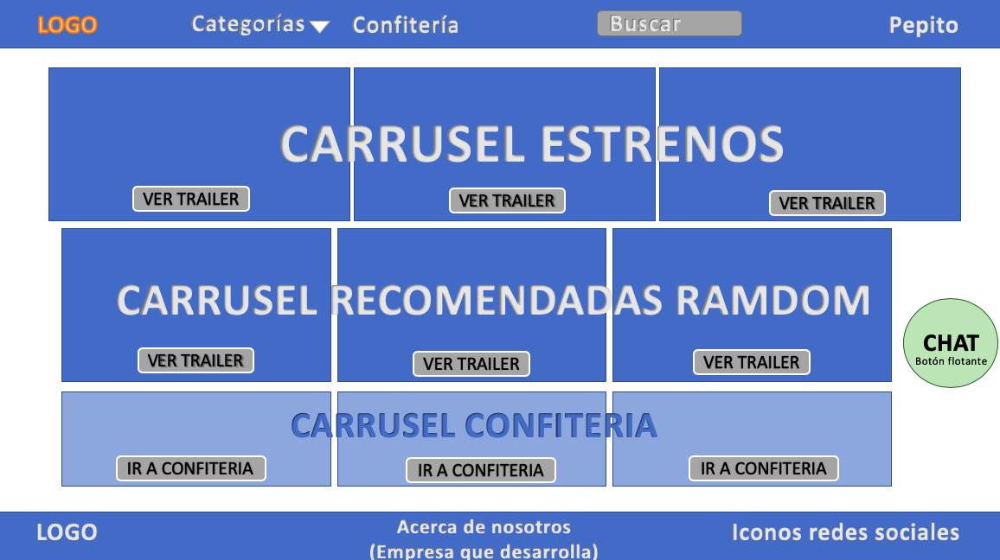 LOGO
Categorías
Confitería
Buscar
Pepito
CARRUSEL ESTRENOS
VER TRAILER
VER TRAILER
VER TRAILER
CARRUSEL RECOMENDADAS RAMDOM
VER TRAILER
VER TRAILER
VER TRAILER
CHAT
Botón flotante
CARRUSEL CONFITERIA
IR A CONFITERIA
IR A CONFITERIA
IR A CONFITERIA
LOGO
Acerca de nosotros
(Empresa que desarrolla)
Iconos redes sociales